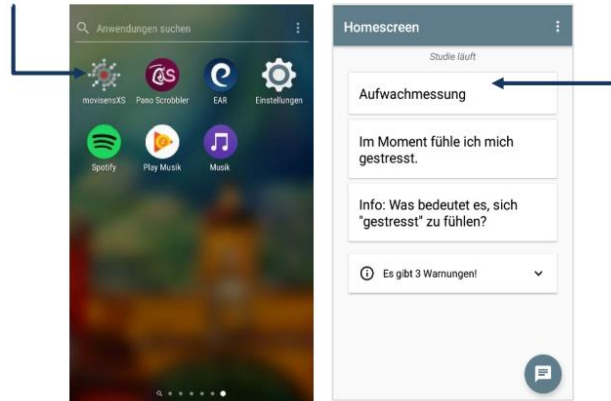 Anwendungen suchen
movisensXS
Pano Scrobbler
EAR
Einstellungen
Spotify
Play Musik
Musik
Homescreen
Studie läuft
Aufwachmessung
Im Moment fühle ich mich
gestresst.
Info: Was bedeutet es, sich
"gestresst" zu fühlen?
Es gibt 3 Warnungen!